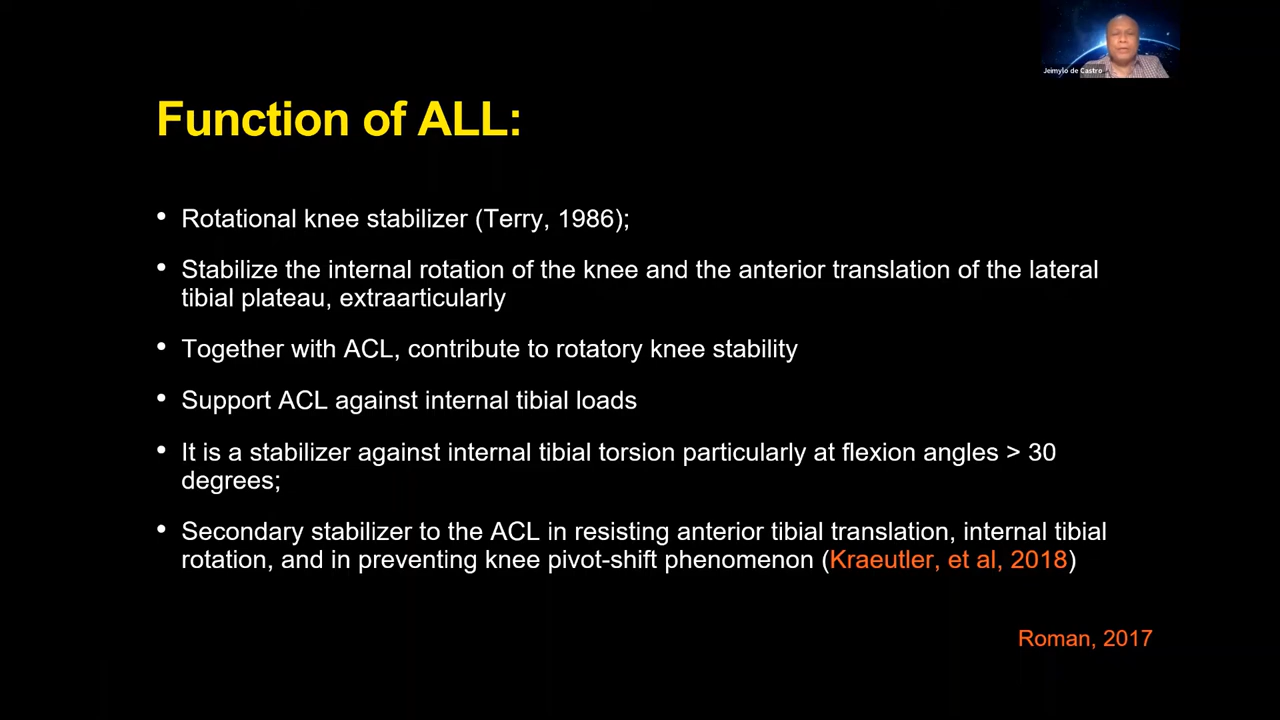 Jeimylo de Castro
Function of ALL:
• Rotational knee stabilizer (Terry, 1986);
• Stabilize the internal rotation of the knee and the anterior translation of the lateral
tibial plateau, extraarticularly
• Together with ACL, contribute to rotatory knee stability
• Support ACL against internal tibial loads
• It is a stabilizer against internal tibial torsion particularly at flexion angles > 30
degrees;
• Secondary stabilizer to the ACL in resisting anterior tibial translation, internal tibial
rotation, and in preventing knee pivot-shift phenomenon (Kraeutler, et al, 2018)
Roman, 2017